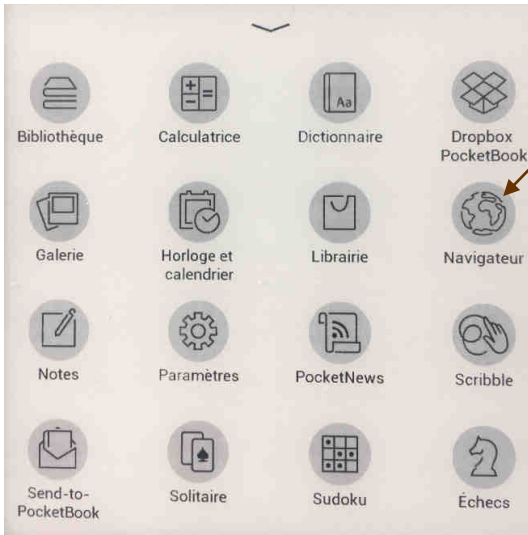 Bibliothèque
Calculatrice
Aa
Dictionnaire
Dropbox
PocketBook
Galerie
Horloge et
calendrier
Librairie
Navigateur
Notes
Paramètres
PocketNews
Scribble
Send-to-
PocketBook
Solitaire
Sudoku
Échecs